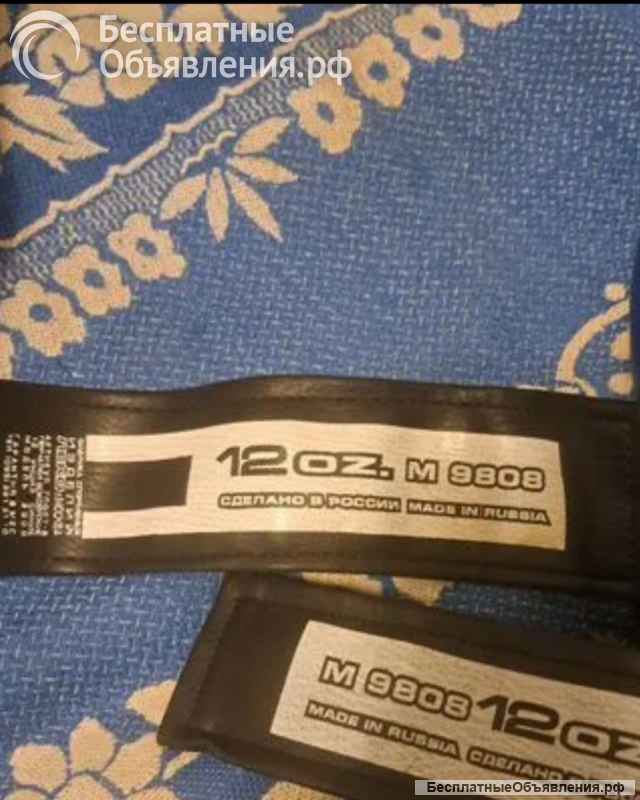 Бесплатные
Объявления.рф
12 OZ. M 9808
СДЕЛАНО В РОССИИ MADE IN RUSSIA
M 9808 12 OZ
MADE IN RUSSIA СДЕЛАНО
БесплатныеОбъявления.рф